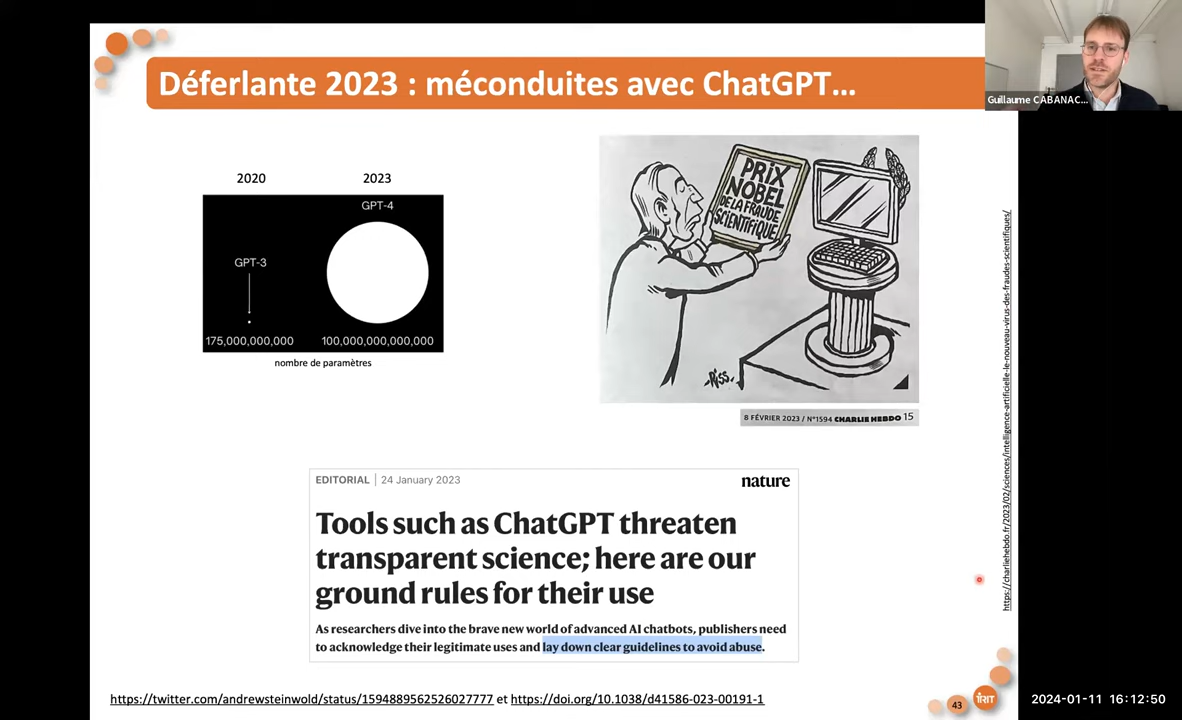 Déferlante 2023 : méconduites avec ChatGPT...
Guillaume CABANAC...
2020
2023
GPT-4
GPT-3
175,000,000,000
100,000,000,000,000
nombre de paramètres
PRIX
NOBEL
DE LA FRAUDE
SCIENTIFIQUE
RISS.
8 FÉVRIER 2023 / N°1594 CHARLIE HEBDO 15
https://charliehebdo.fr/2023/02/sciences/intelligence-artificielle-le-nouveau-virus-des-fraudes-scientifiques/
EDITORIAL | 24 January 2023
nature
Tools such as ChatGPT threaten
transparent science; here are our
ground rules for their use
As researchers dive into the brave new world of advanced AI chatbots, publishers need
to acknowledge their legitimate uses and lay down clear guidelines to avoid abuse.
https://twitter.com/andrewsteinwold/status/1594889562526027777 et https://doi.org/10.1038/d41586-023-00191-1
43
IRIT
2024-01-11 16:12:50